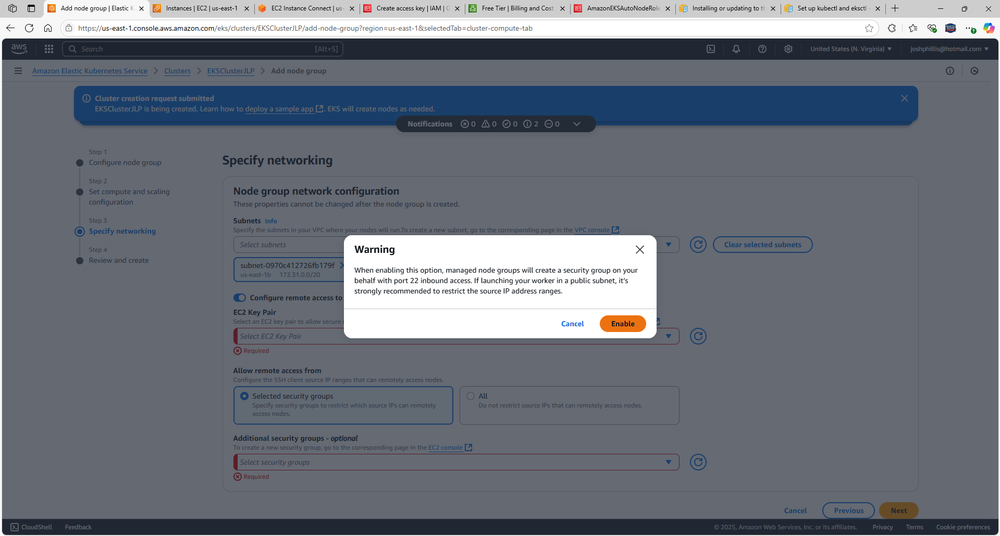 Add node group | Elastic K
Instances | EC2 | us-east-1
EC2 Instance Connect | us-
Create access key | IAM | G
Free Tier | Billing and Cost
AmazonEKSAutoNodeRole
Installing or updating to th
Set up kubectl and eksctl -
https://us-east-1.console.aws.amazon.com/eks/clusters/EKSClusterJLP/add-node-group?region=us-east-1&selectedTab=cluster-compute-tab
aws
Search
[Alt+S]
United States (N. Virginia)
joshphillis@hotmail.com
Amazon Elastic Kubernetes Service
Clusters
EKSClusterJLP
Add node group
Cluster creation request submitted
EKSClusterJLP is being created. Learn how to deploy a sample app. EKS will create nodes as needed.
Notifications 0 0 0 2 0
Step 1
Configure node group
Step 2
Set compute and scaling
configuration
Step 3
Specify networking
Step 4
Review and create
Specify networking
Node group network configuration
These properties cannot be changed after the node group is created.
Subnets Info
Specify the subnets in your VPC where your nodes will run.To create a new subnet, go to the corresponding page in the VPC console.
Select subnets
Clear selected subnets
subnet-0970c412726fb179f
us-east-1b 172.31.0.0/20
Configure remote access to
EC2 Key Pair
Select an EC2 key pair to allow secure
Select EC2 Key Pair
Required
Warning
When enabling this option, managed node groups will create a security group on your
behalf with port 22 inbound access. If launching your worker in a public subnet, it's
strongly recommended to restrict the source IP address ranges.
Cancel
Enable
Allow remote access from
Configure the SSH client source IP ranges that can remotely access nodes.
Selected security groups
Specify security groups to restrict which source IPs can remotely
access nodes.
All
Do not restrict source IPs that can remotely access nodes.
Additional security groups - optional
To create a new security group, go to the corresponding page in the EC2 console.
Select security groups
Required
Cancel
Previous
Next
CloudShell
Feedback
© 2025, Amazon Web Services, Inc. or its affiliates.
Privacy
Terms
Cookie preferences